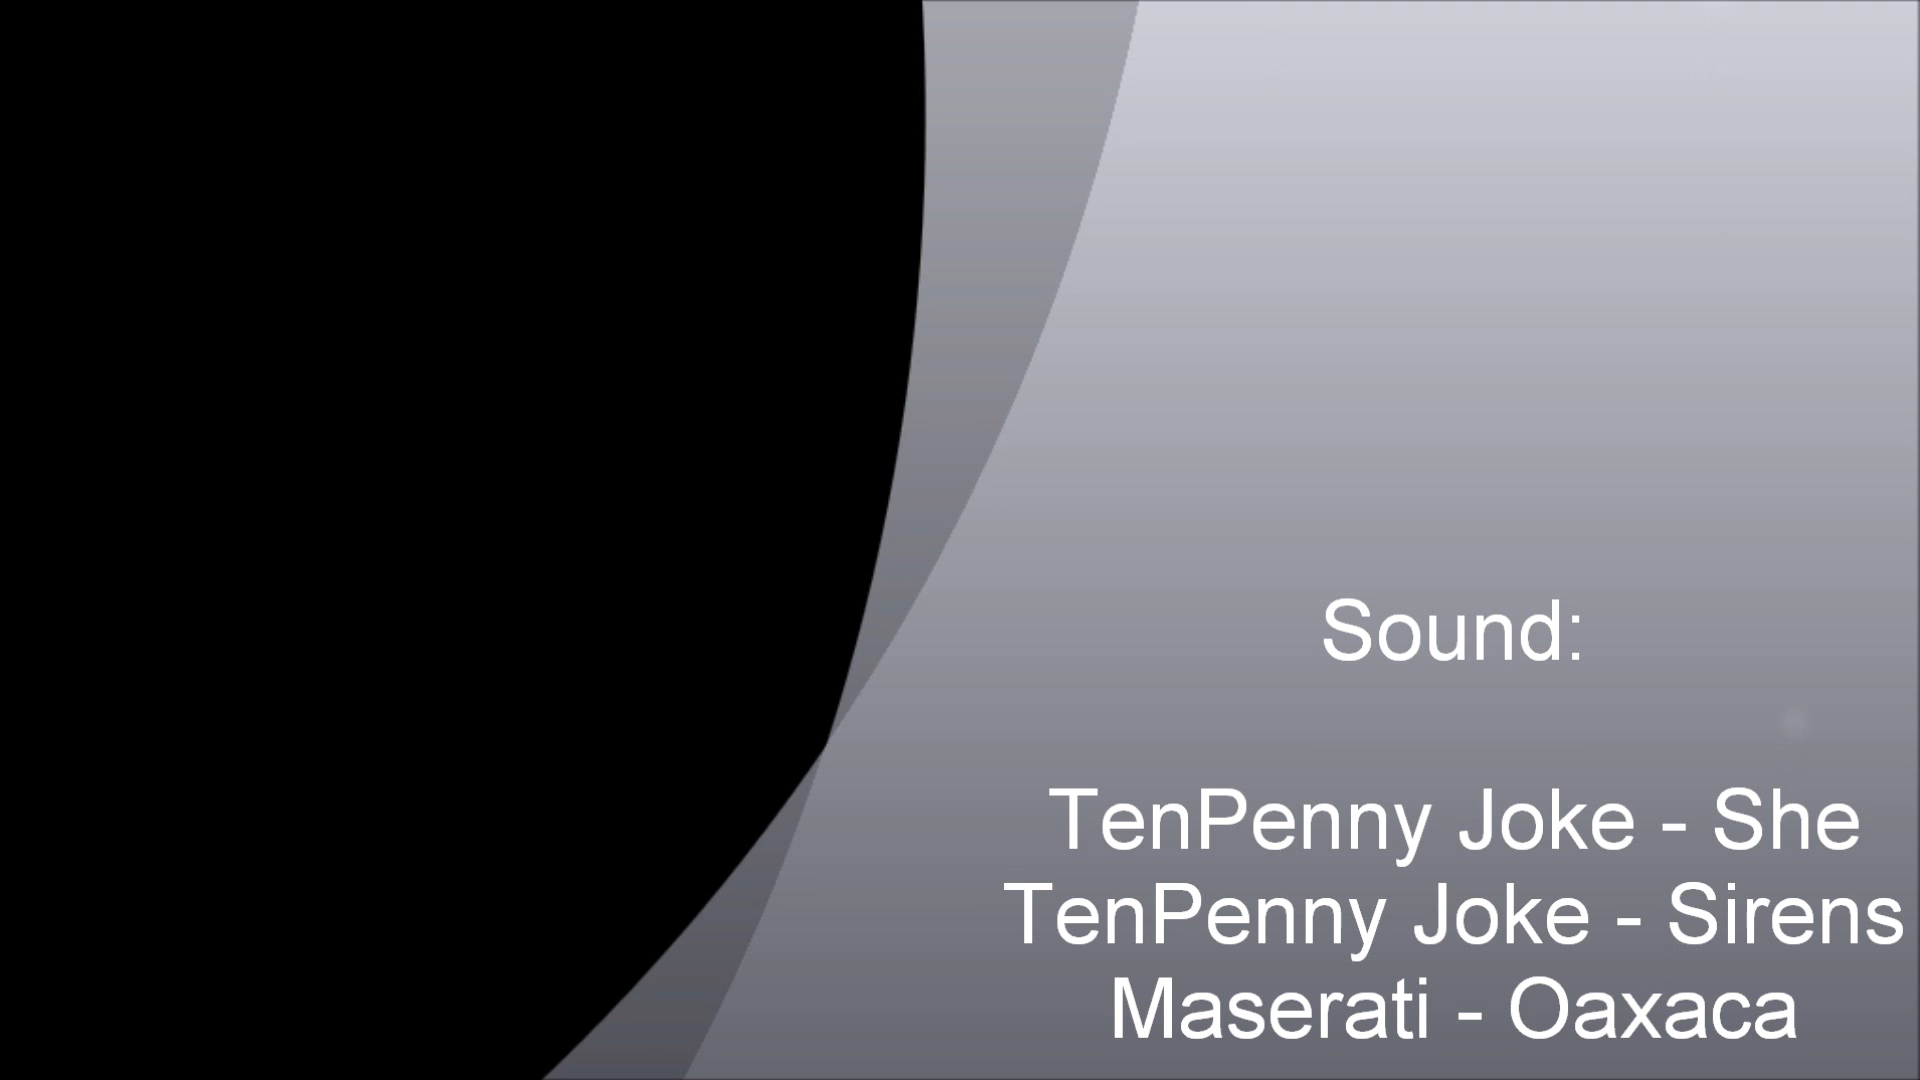 Sound:
TenPenny Joke - She
TenPenny Joke - Sirens
Maserati - Oaxaca